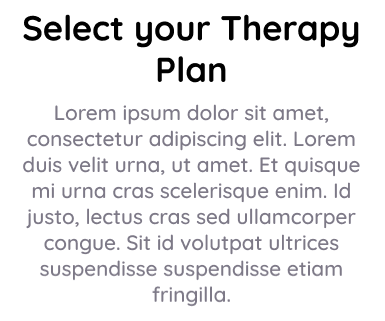 Select your Therapy
Plan
Lorem ipsum dolor sit amet,
consectetur adipiscing elit. Lorem
duis velit urna, ut amet. Et quisque
mi urna cras scelerisque enim. Id
justo, lectus cras sed ullamcorper
congue. Sit id volutpat ultrices
suspendisse suspendisse etiam
fringilla.